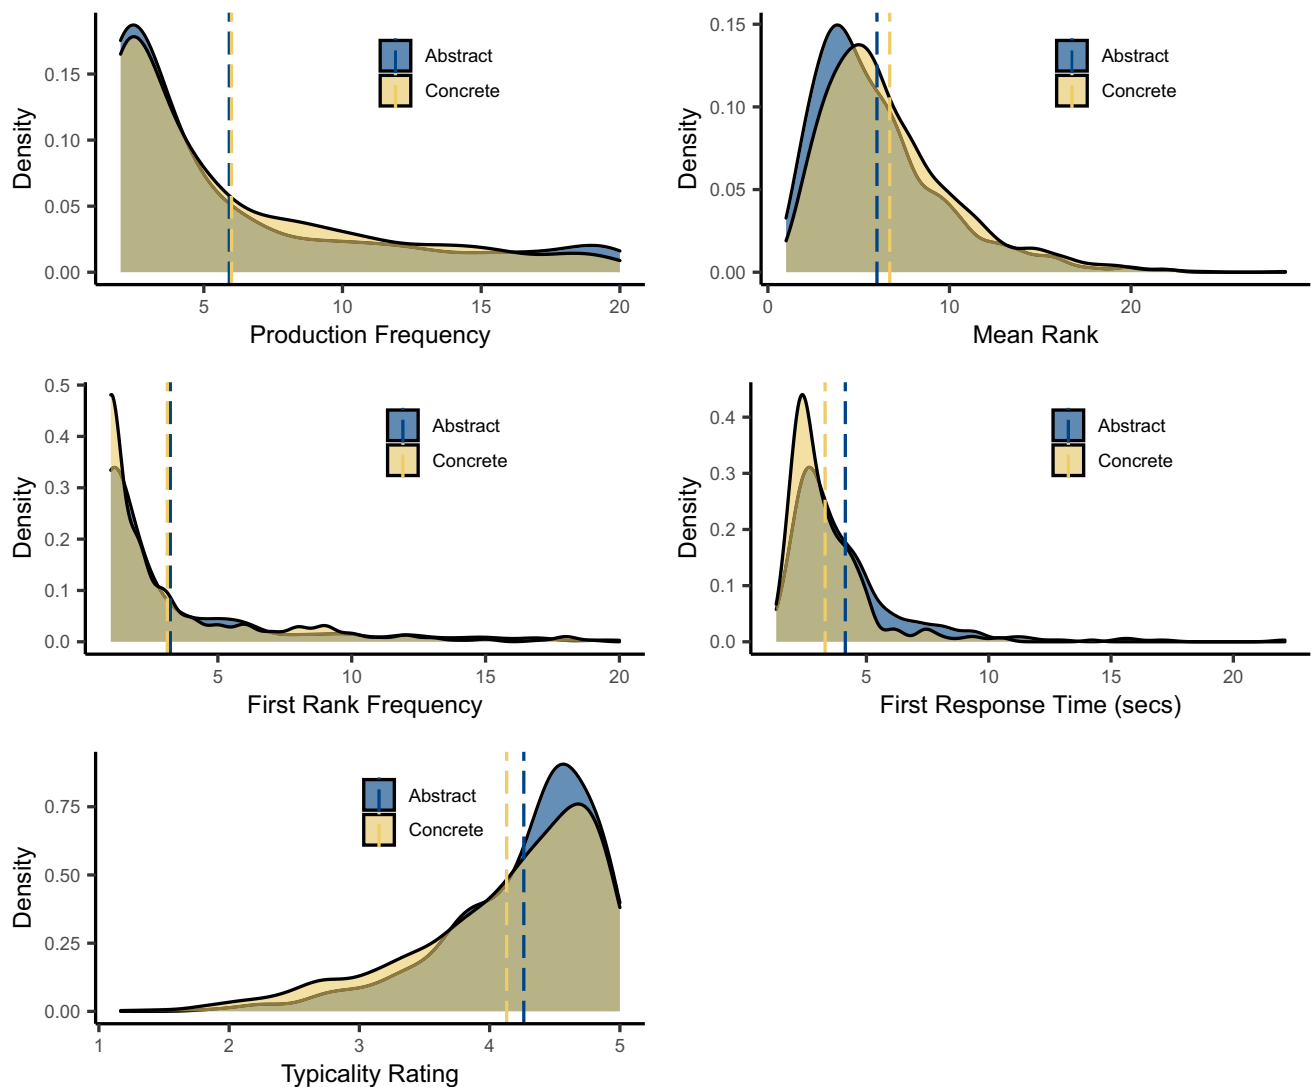 Density
0.15
0.10
0.05
0.00
5
10
15
20
Production Frequency
Abstract
Concrete
Density
0.15
0.10
0.05
0.00
0
10
20
Mean Rank
Abstract
Concrete
Density
0.5
0.4
0.3
0.2
0.1
0.0
5
10
15
20
First Rank Frequency
Abstract
Concrete
Density
0.4
0.3
0.2
0.1
0.0
5
10
15
20
First Response Time (secs)
Abstract
Concrete
Density
0.75
0.50
0.25
0.00
1
2
3
4
5
Typicality Rating
Abstract
Concrete